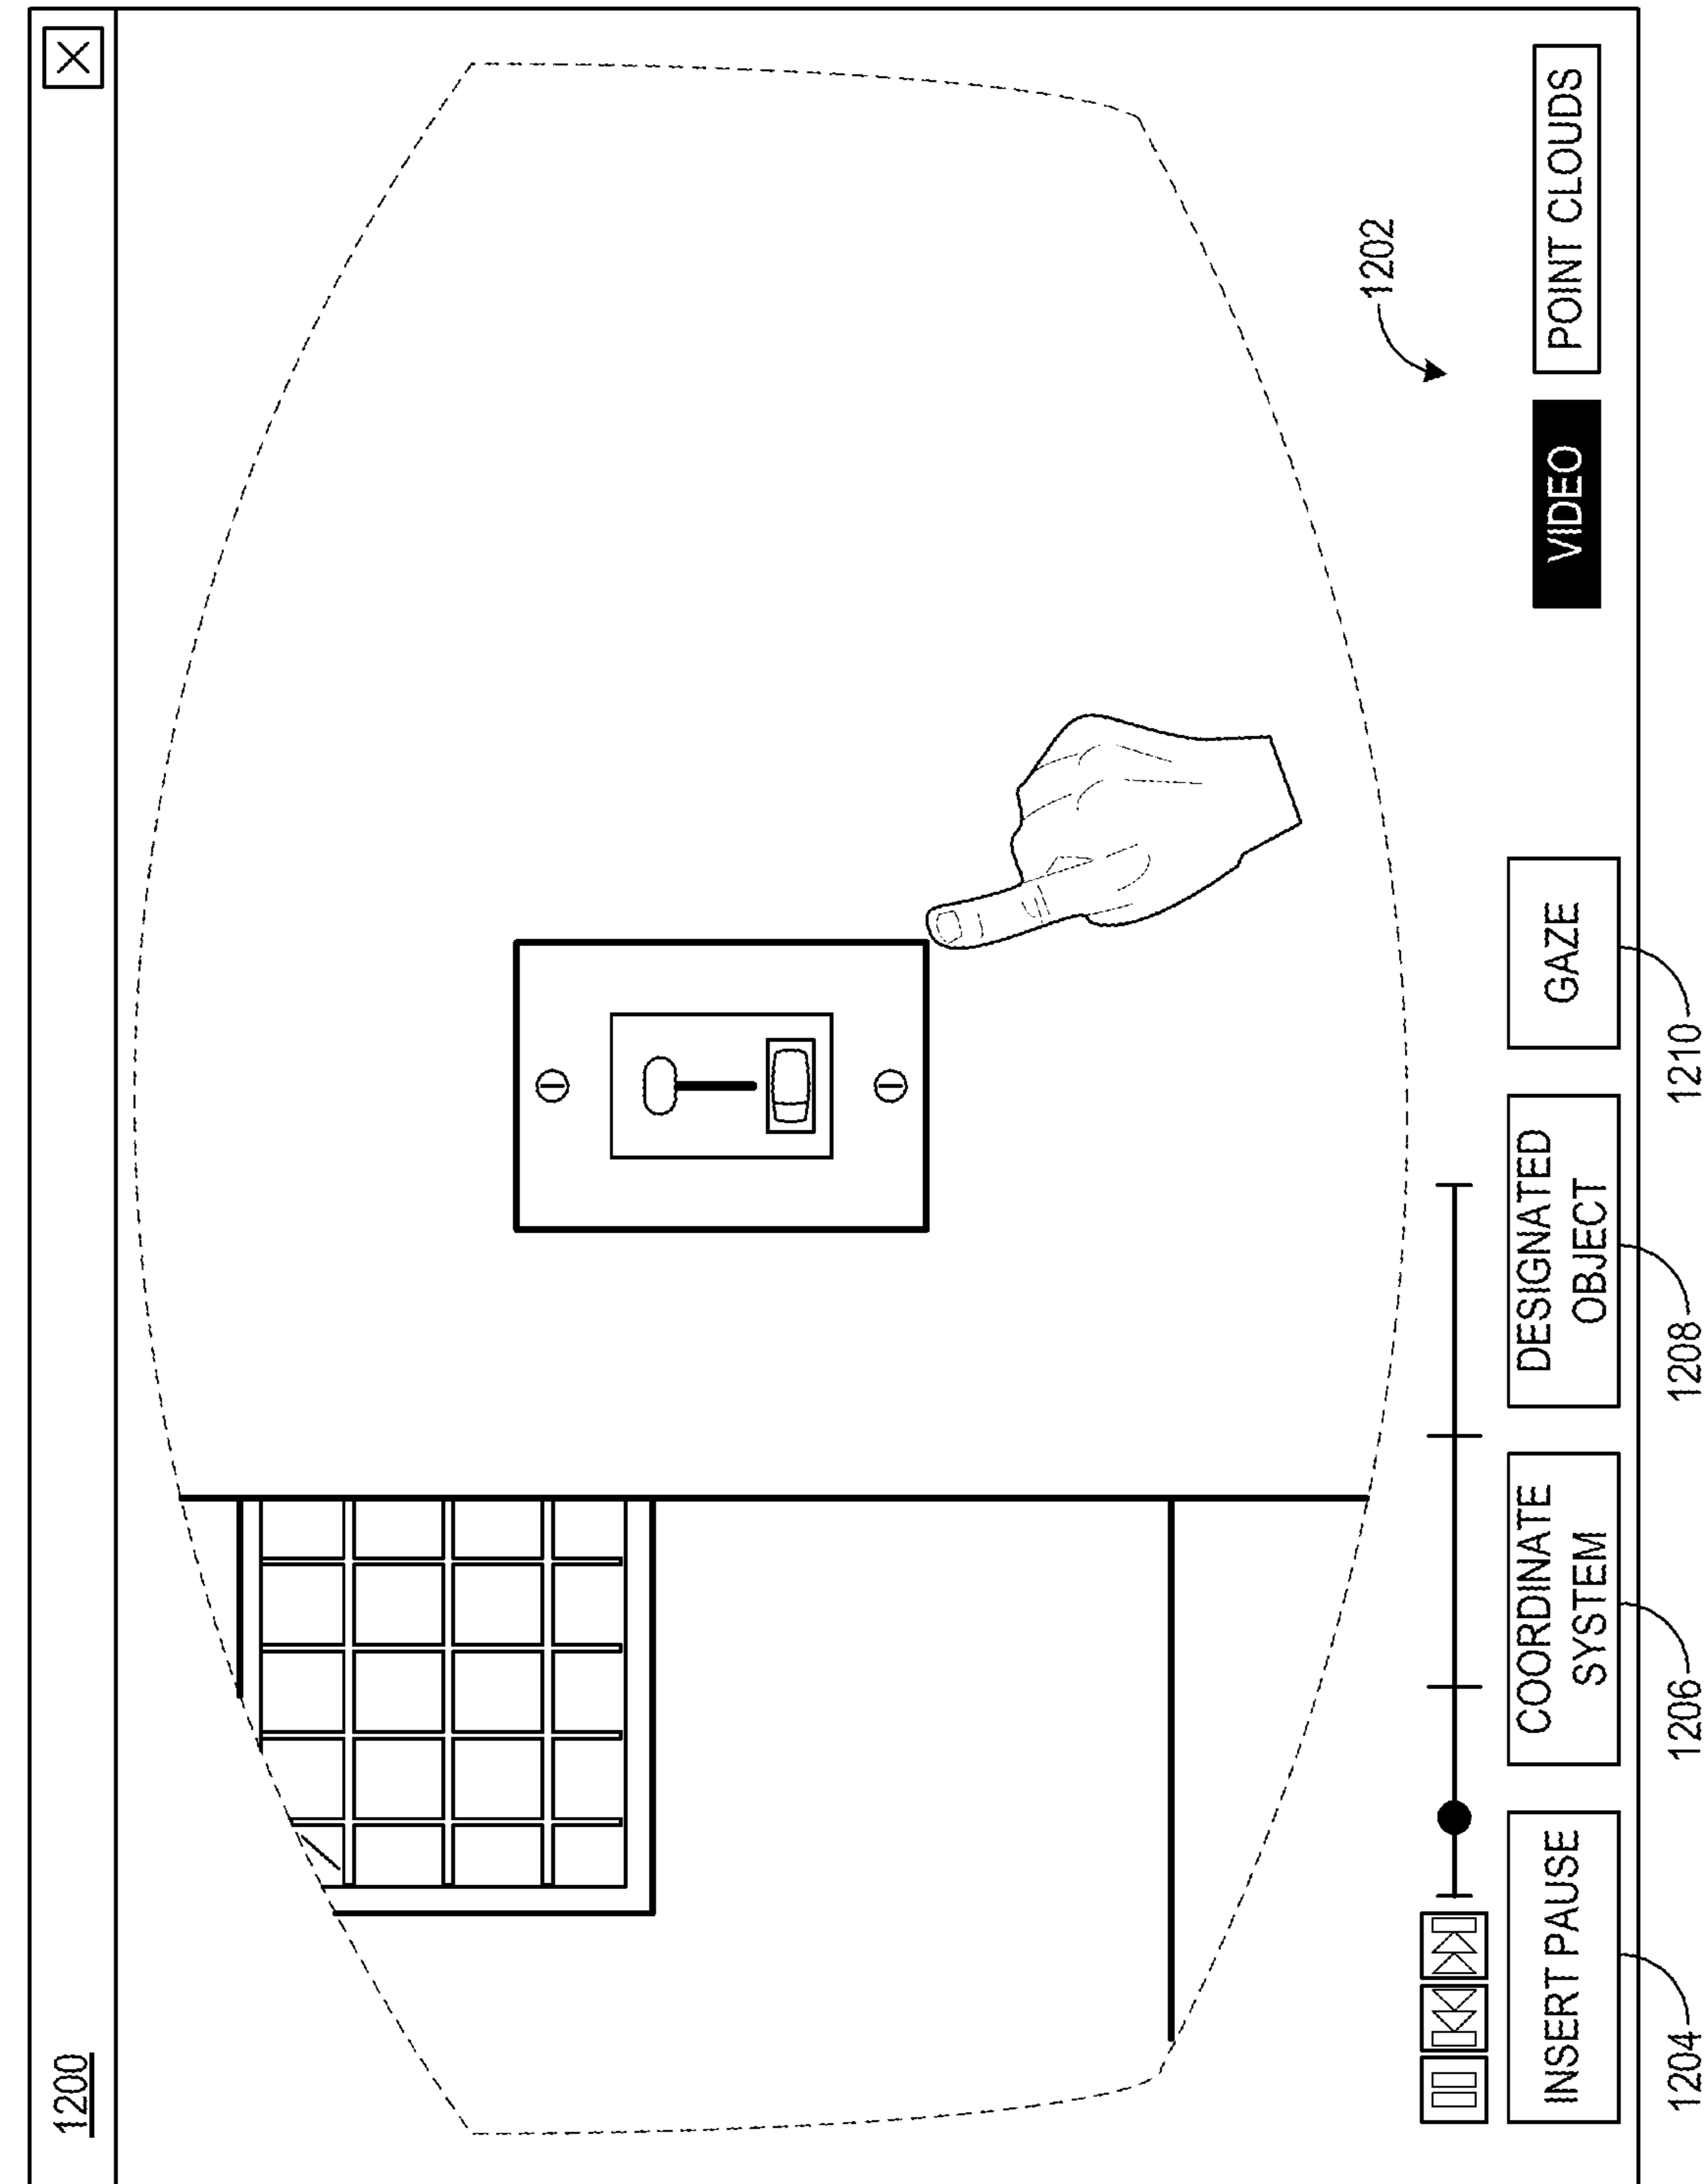 1200
1202
INSERT PAUSE
COORDINATE
SYSTEM
DESIGNATED
OBJECT
GAZE
VIDEO
POINT CLOUDS
1204
1206
1208
1210